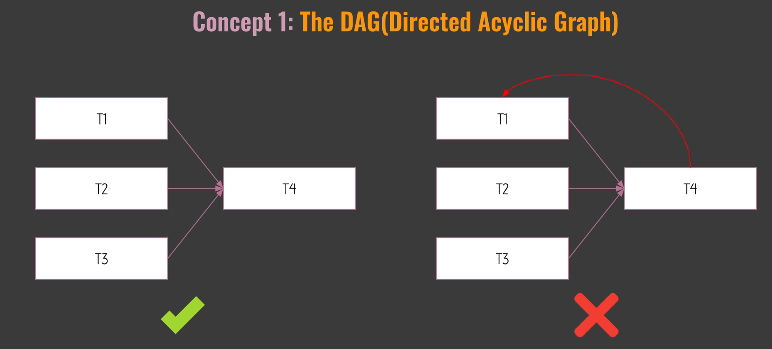 Concept 1: The DAG(Directed Acyclic Graph)
T1
T2
T4
T3
T1
T2
T4
T3